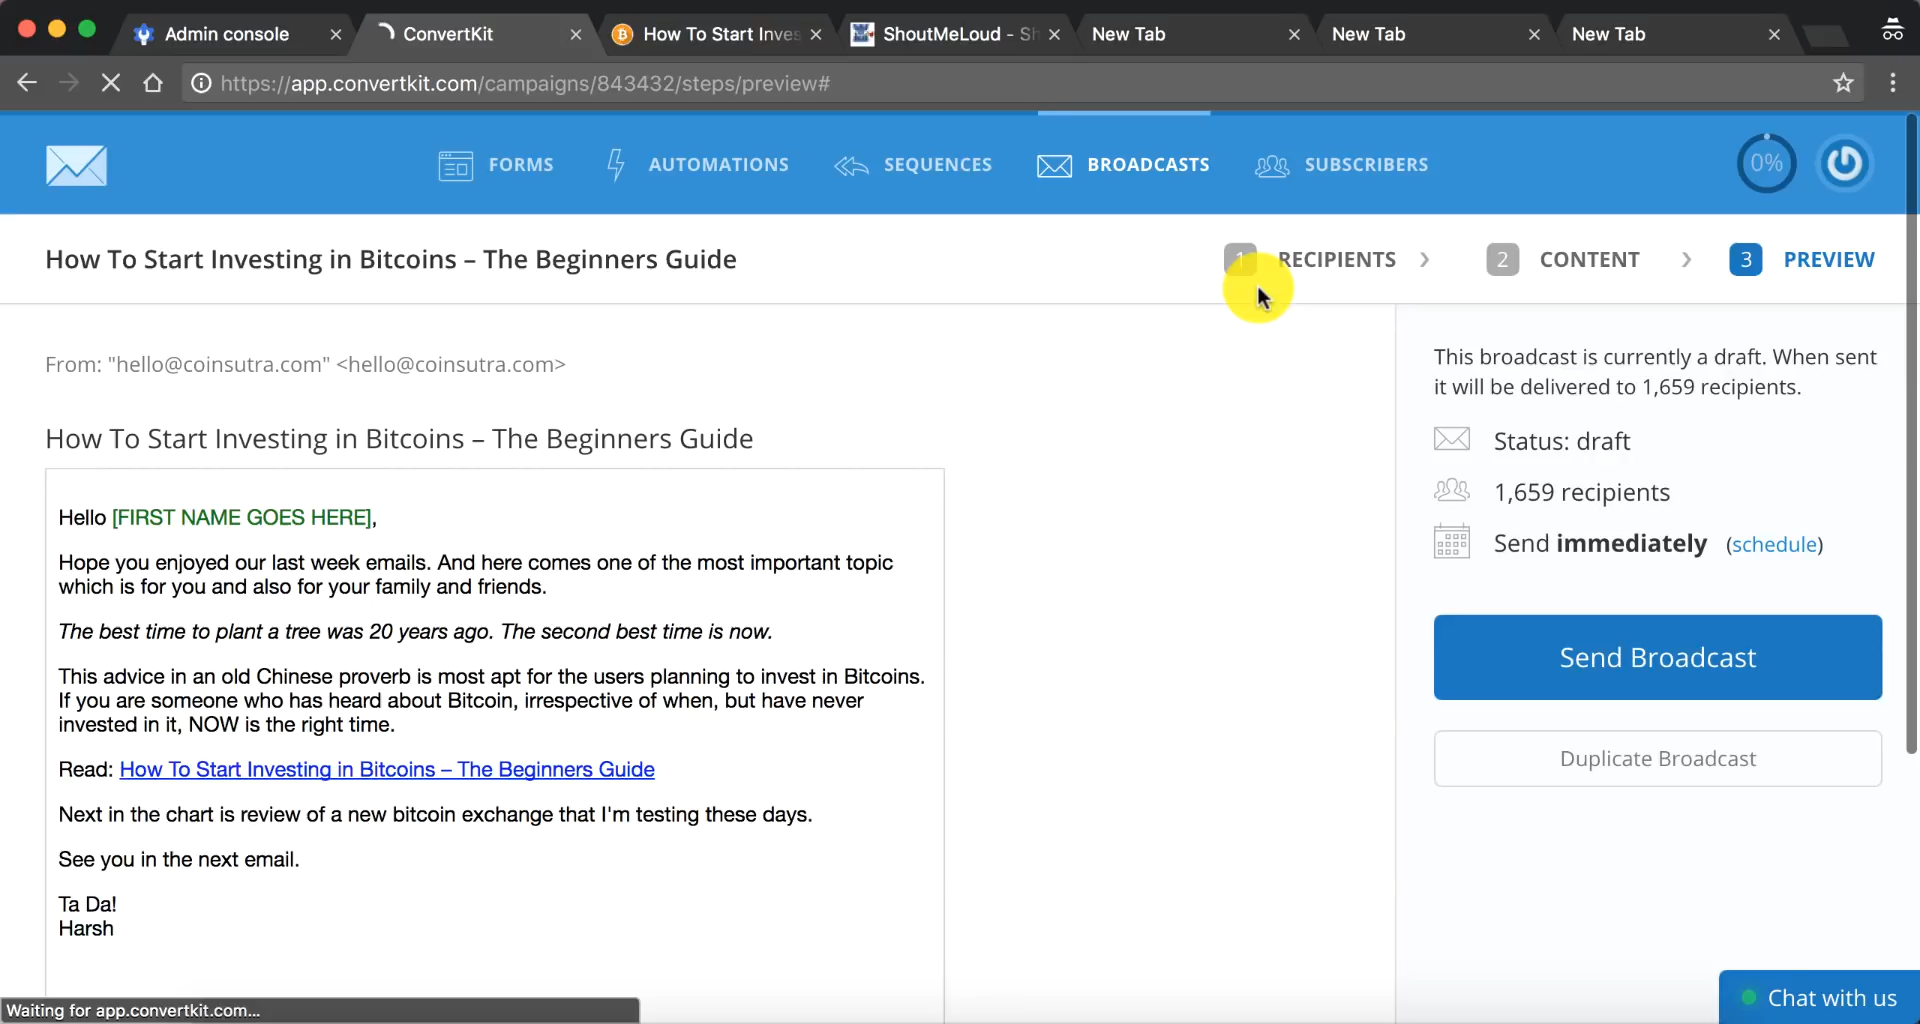 Admin console
ConvertKit
How To Start Inves
ShoutMeLoud - Sh
New Tab
New Tab
New Tab
https://app.convertkit.com/campaigns/843432/steps/preview#
FORMS
AUTOMATIONS
SEQUENCES
BROADCASTS
SUBSCRIBERS
0%
How To Start Investing in Bitcoins – The Beginners Guide
1 RECIPIENTS
2 CONTENT
3 PREVIEW
From: "hello@coinsutra.com" <hello@coinsutra.com>
How To Start Investing in Bitcoins – The Beginners Guide
Hello [FIRST NAME GOES HERE],
Hope you enjoyed our last week emails. And here comes one of the most important topic
which is for you and also for your family and friends.
The best time to plant a tree was 20 years ago. The second best time is now.
This advice in an old Chinese proverb is most apt for the users planning to invest in Bitcoins.
If you are someone who has heard about Bitcoin, irrespective of when, but have never
invested in it, NOW is the right time.
Read: How To Start Investing in Bitcoins – The Beginners Guide
Next in the chart is review of a new bitcoin exchange that I'm testing these days.
See you in the next email.
Ta Da!
Harsh
This broadcast is currently a draft. When sent
it will be delivered to 1,659 recipients.
Status: draft
1,659 recipients
Send immediately (schedule)
Send Broadcast
Duplicate Broadcast
Chat with us
Waiting for app.convertkit.com...